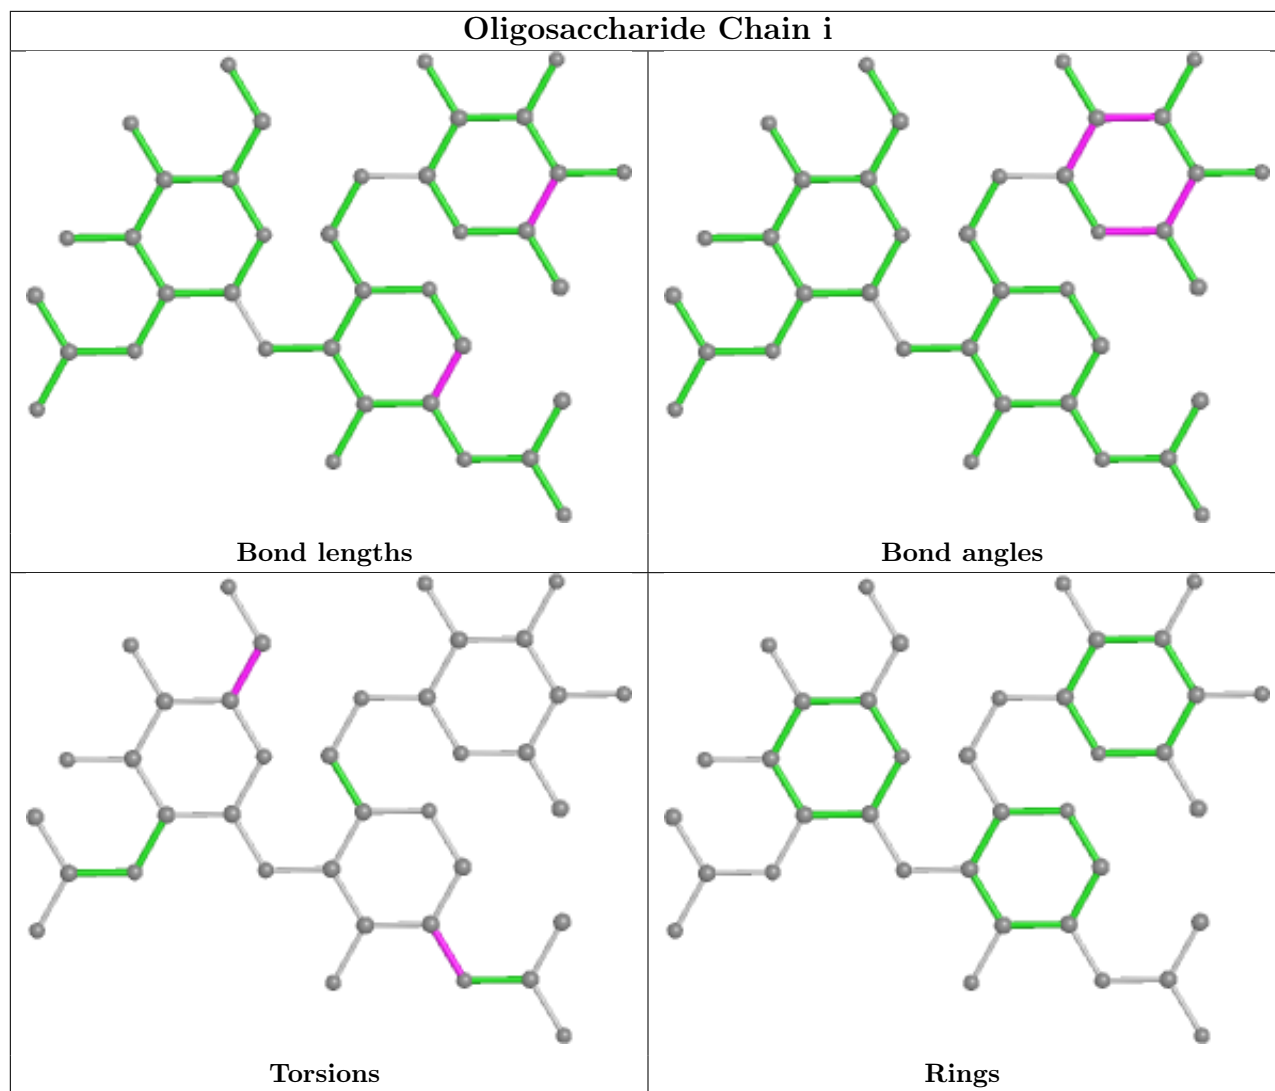 Oligosaccharide Chain i
Bond lengths
Bond angles
Torsions
Rings